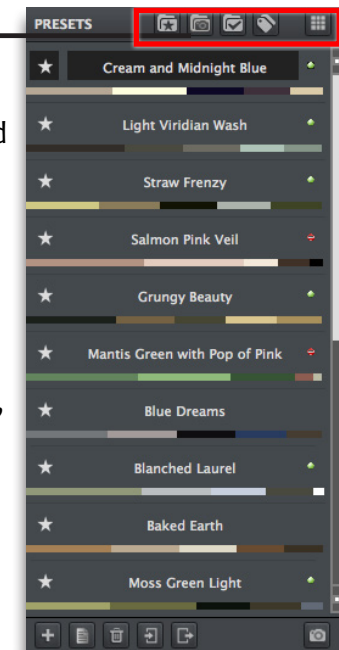 PRESETS
Cream and Midnight Blue
Light Viridian Wash
Straw Frenzy
Salmon Pink Veil
Grungy Beauty
Mantis Green with Pop of Pink
Blue Dreams
Blanched Laurel
Baked Earth
Moss Green Light